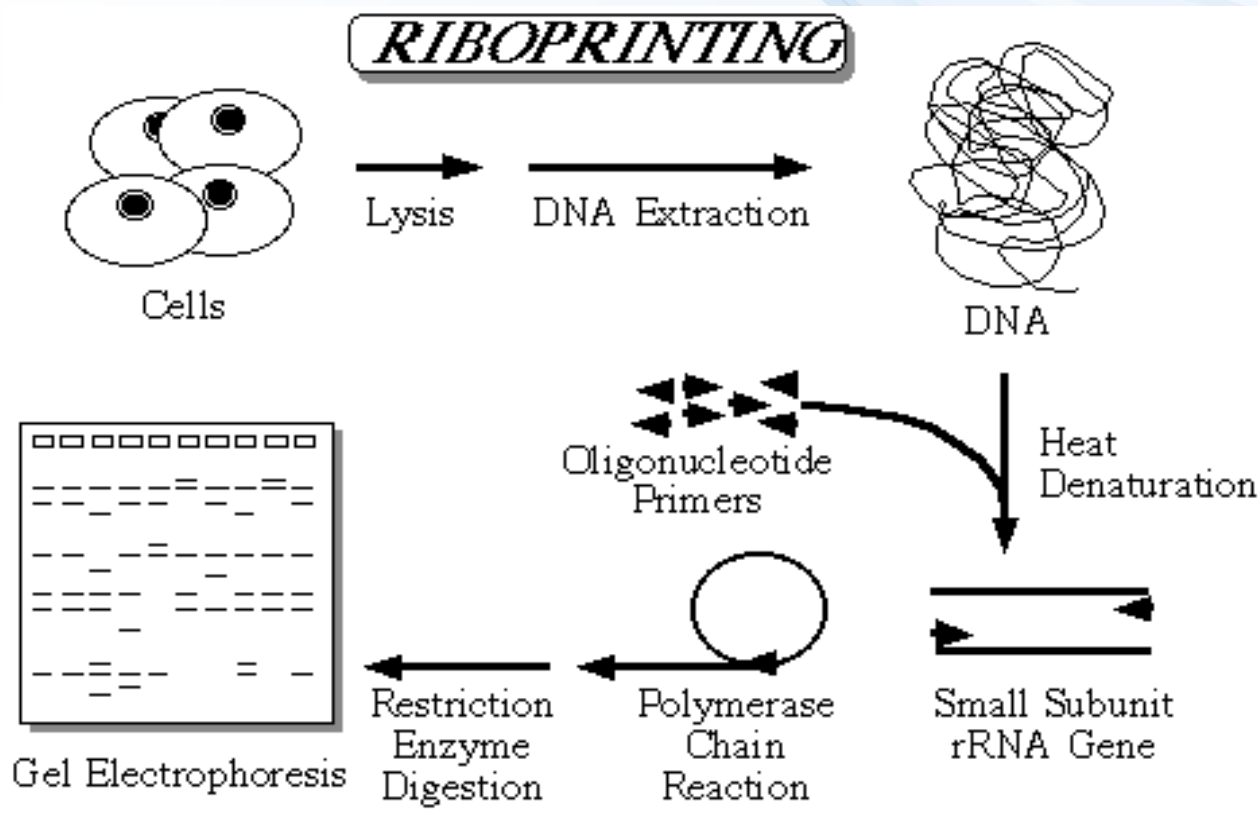 RIBOPRINTING
Lysis
DNA Extraction
Cells
DNA
Oligonucleotide
Primers
Heat
Denaturation
Small Subunit
rRNA Gene
Polymerase
Chain
Reaction
Restriction
Enzyme
Digestion
Gel Electrophoresis